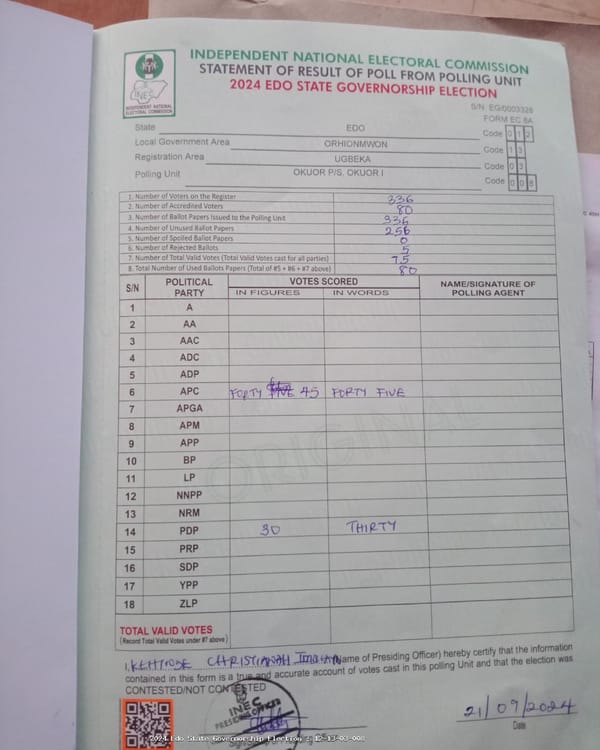 INDEPENDENT NATIONAL ELECTORAL COMMISSION
STATEMENT OF RESULT OF POLL FROM POLLING UNIT
2024 EDO STATE GOVERNORSHIP ELECTION
INEC
INDEPENDENT NATIONAL
ELECTORAL COMMISSION
S/N: EG/0003328
FORM EC 8A
State EDO Code 0 1 2
Local Government Area ORHIONMWON Code 1 3
Registration Area UGBEKA Code 0 3
Polling Unit OKUOR P/S, OKUOR I Code 0 0 8
1. Number of Voters on the Register 336
2. Number of Accredited Voters 80
3. Number of Ballot Papers Issued to the Polling Unit 336
4. Number of Unused Ballot Papers 256
5. Number of Spoiled Ballot Papers 0
6. Number of Rejected Ballots 5
7. Number of Total Valid Votes (Total Valid Votes cast for all parties) 75
8. Total Number of Used Ballots Papers (Total of #5 + #6 + #7 above) 80
S/N POLITICAL PARTY VOTES SCORED NAME/SIGNATURE OF POLLING AGENT
IN FIGURES IN WORDS
1 A
2 AA
3 AAC
4 ADC
5 ADP
6 APC FORTY FIVE 45 FORTY FIVE
7 APGA
8 APM
9 APP
10 BP
11 LP
12 NNPP
13 NRM
14 PDP 30 THIRTY
15 PRP
16 SDP
17 YPP
18 ZLP
ORIGINAL
TOTAL VALID VOTES
(Record Total Valid Votes under #7 above)
I, CHRISTIANAH (Name of Presiding Officer) hereby certify that the information
contained in this form is a true and accurate account of votes cast in this polling Unit and that the election was
CONTESTED/NOT CONTESTED
INEC
PRESIDING OFFICER
21/09/2024
Date
2024 Edo State Governorship Election : 12-13-03-008